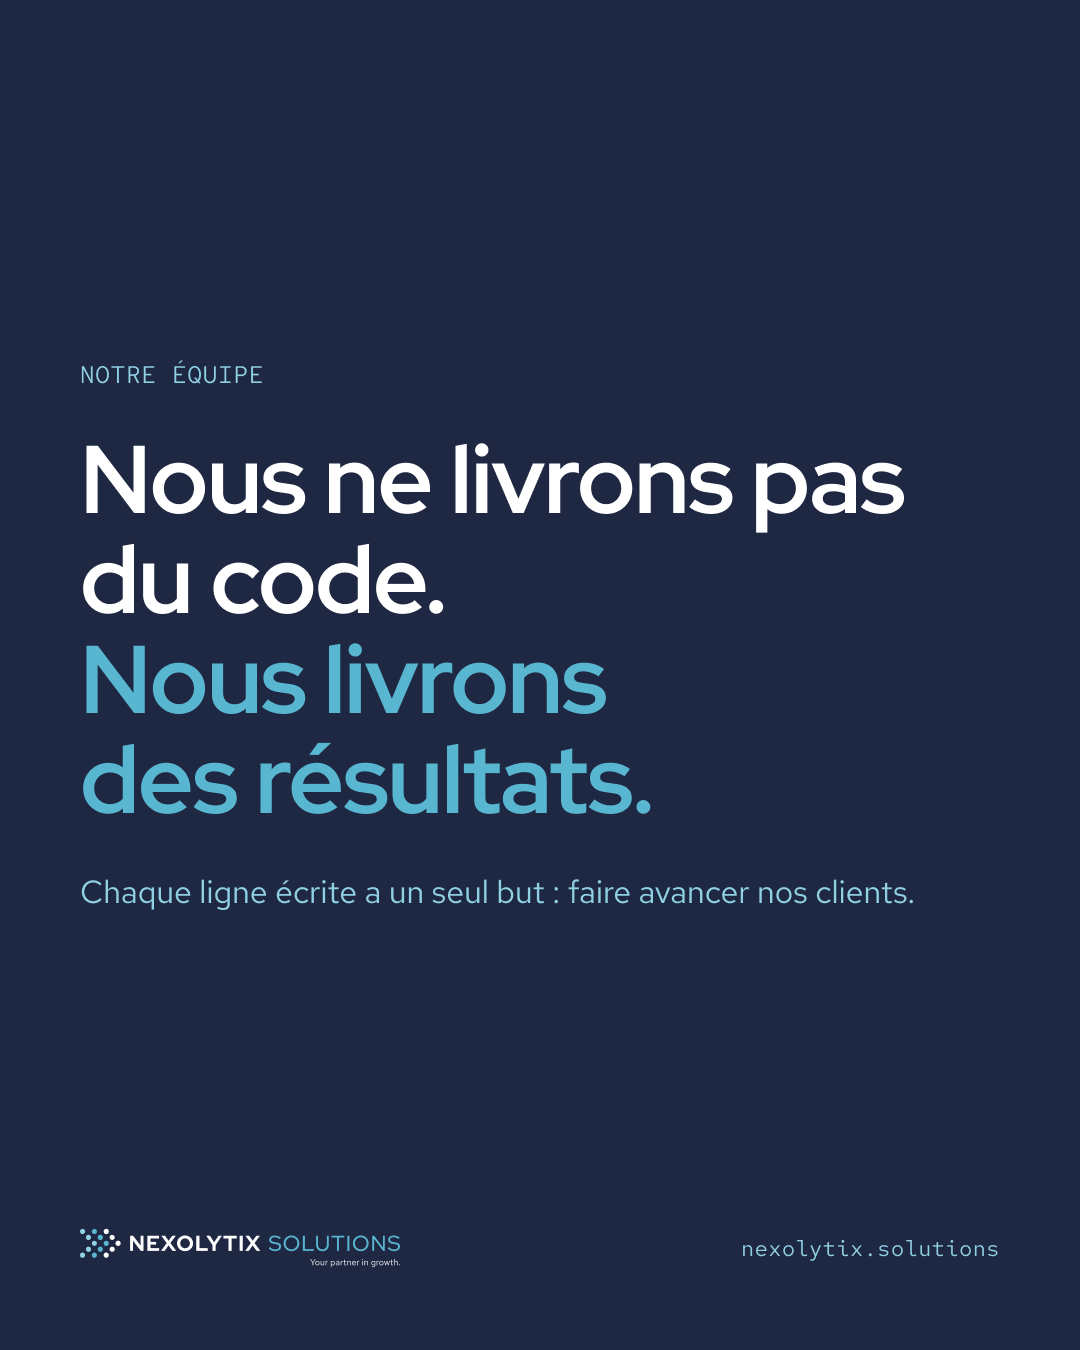 NOTRE ÉQUIPE
Nous ne livrons pas
du code.
Nous livrons
des résultats.
Chaque ligne écrite a un seul but : faire avancer nos clients.
NEXOLYTIX SOLUTIONS
Your partner in growth.
nexolytix.solutions